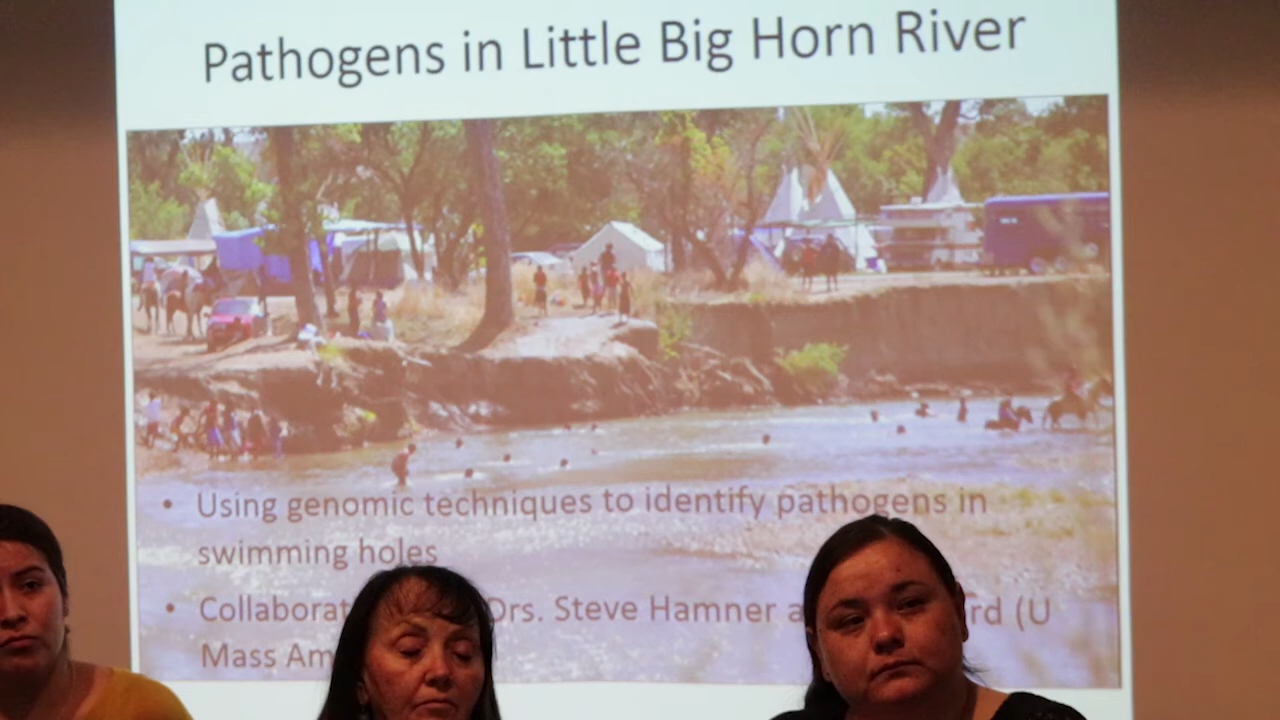 Pathogens in Little Big Horn River
• Using genomic techniques to identify pathogens in
swimming holes
• Collaborat Drs. Steve Hamner a rd (U
Mass Am